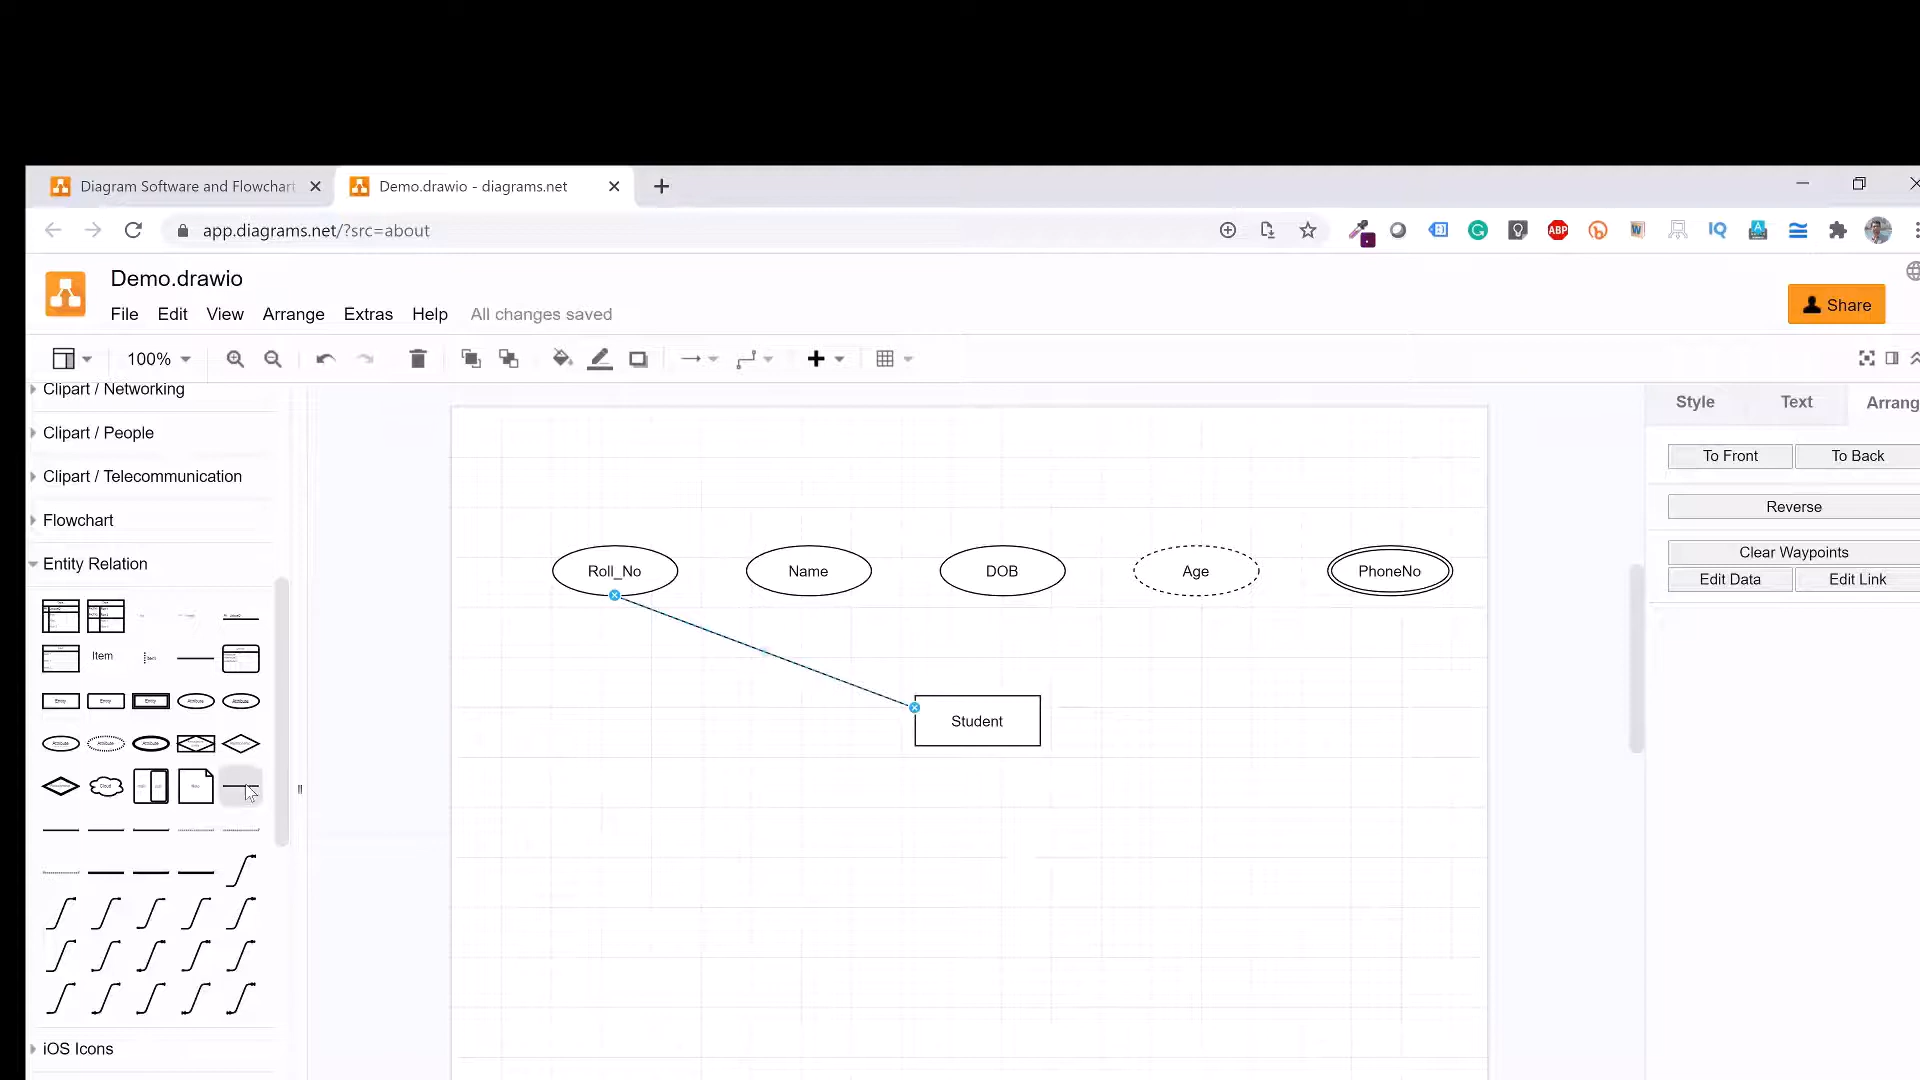 Diagram Software and Flowchart
Demo.drawio - diagrams.net
app.diagrams.net/?src=about
ABP
IQ
Demo.drawio
File Edit View Arrange Extras Help All changes saved
Share
100%
Clipart / Networking
Clipart / People
Clipart / Telecommunication
Flowchart
Entity Relation
Item
iOS Icons
Roll_No
Name
DOB
Age
PhoneNo
Student
Style
Text
Arrang
To Front
To Back
Reverse
Clear Waypoints
Edit Data
Edit Link